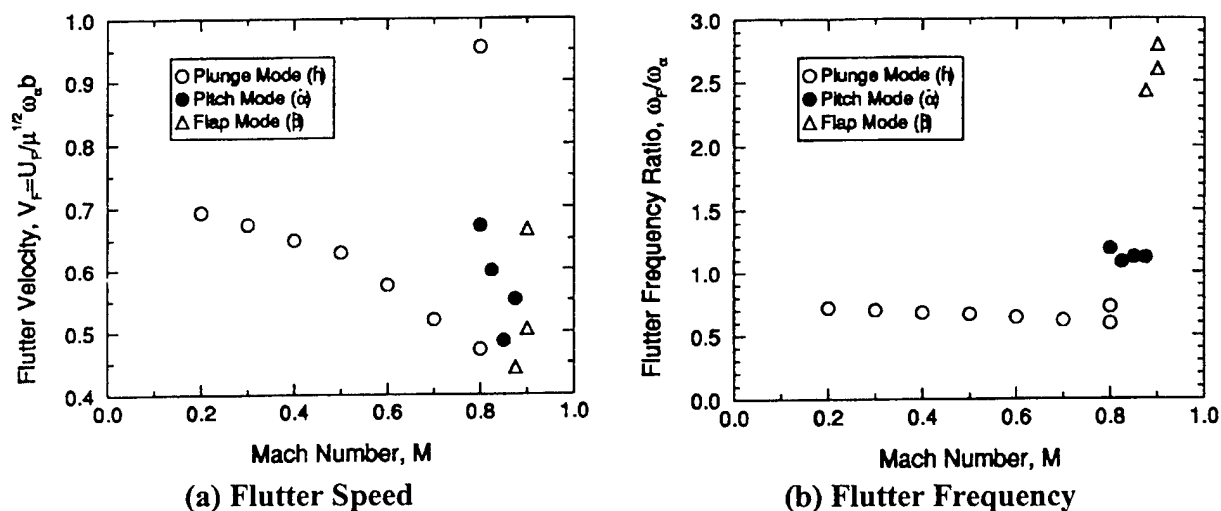 1.0
0.9
0.8
0.7
0.6
0.5
0.4
0.0
0.2
0.4
0.6
0.8
1.0
Flutter Velocity, V_F=U_F/μ^1/2 ω_α b
Mach Number, M
○ Plunge Mode (ḣ)
● Pitch Mode (α̇)
△ Flap Mode (β̇)
(a) Flutter Speed
3.0
2.5
2.0
1.5
1.0
0.5
0.0
0.0
0.2
0.4
0.6
0.8
1.0
Flutter Frequency Ratio, ω_F/ω_α
Mach Number, M
○ Plunge Mode (ḣ)
● Pitch Mode (α̇)
△ Flap Mode (β̇)
(b) Flutter Frequency